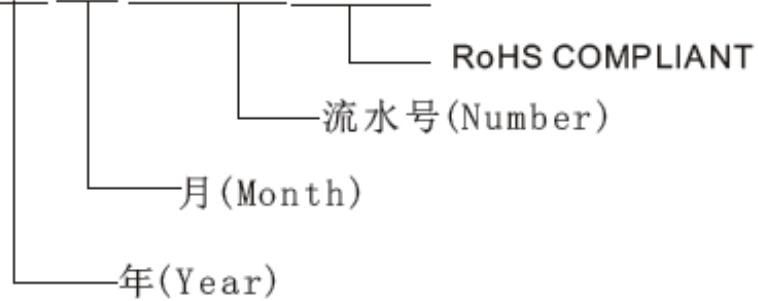 RoHS COMPLIANT
流水号(Number)
月(Month)
年(Year)